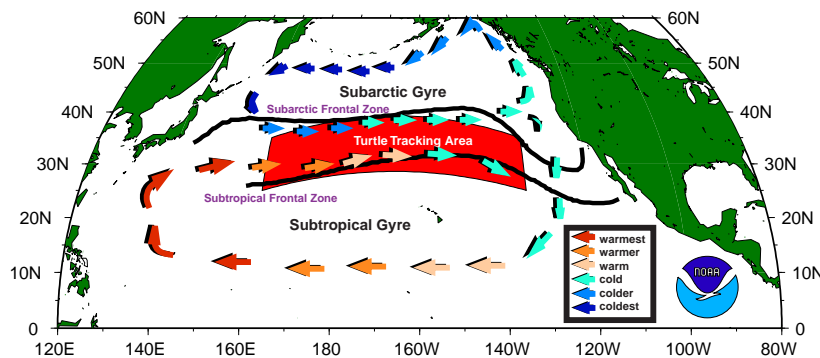 60N 60N
50N 50N
Subarctic Gyre
40N Subarctic Frontal Zone 40N
Turtle Tracking Area
30N 30N
Subtropical Frontal Zone
20N Subtropical Gyre 20N
warmest
warmer
10N warm 10N
cold
colder
coldest
NOAA
0 0
120E 140E 160E 180 160W 140W 120W 100W 80W